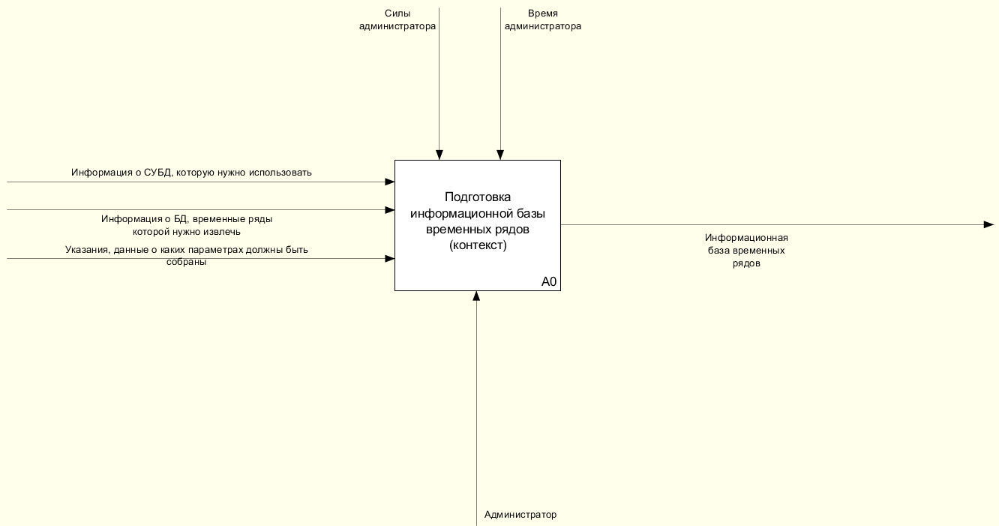 Силы
администратора
Время
администратора
Информация о СУБД, которую нужно использовать
Информация о БД, временные ряды
которой нужно извлечь
Указания, данные о каких параметрах должны быть
собраны
Подготовка
информационной базы
временных рядов
(контекст)
A0
Информационная
база временных
рядов
Администратор